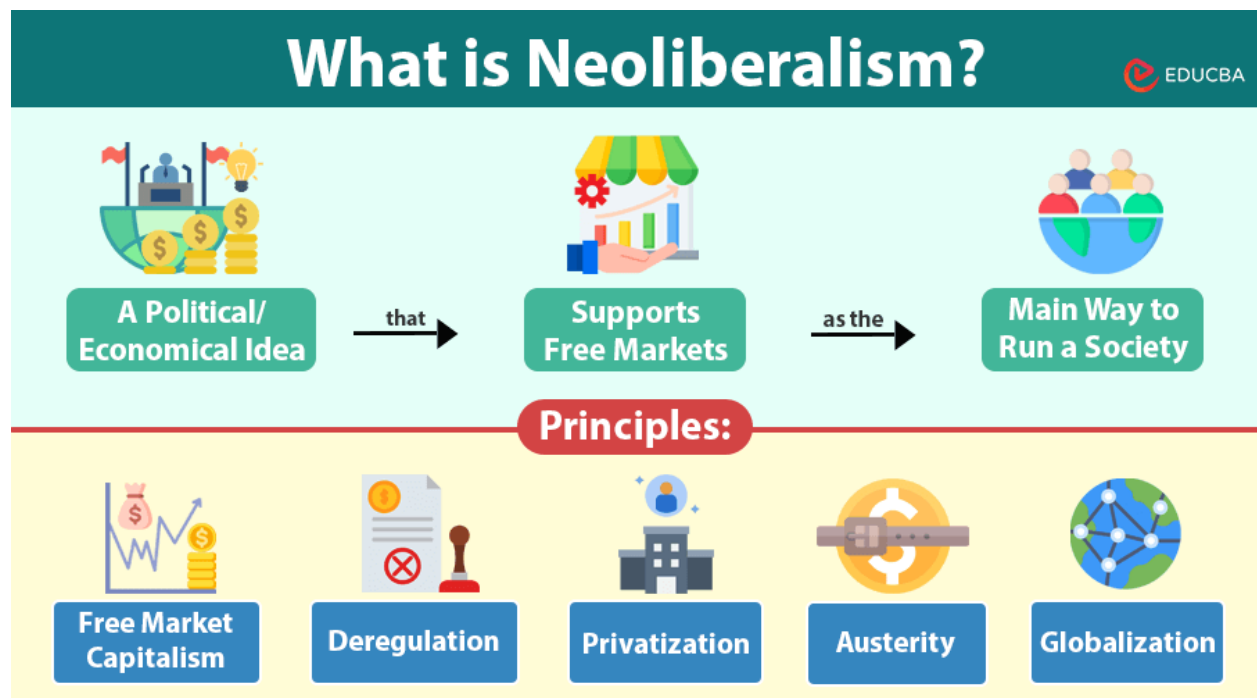 What is Neoliberalism?
EDUCBA
A Political/
Economical Idea
that
Supports
Free Markets
as the
Main Way to
Run a Society
Principles:
Free Market
Capitalism
Deregulation
Privatization
Austerity
Globalization